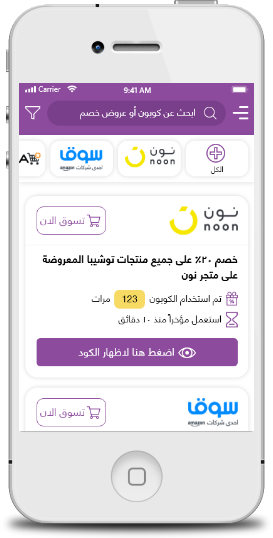 Carrier 9:41 AM
ابحث عن كوبون أو عروض خصم
الكل
نـون
noon
سوق
احدى شركات amazon
A
نـون
noon
تسوق الان
خصم ٢٠٪ على جميع منتجات توشيبا المعروضة
على متجر نون
تم استخدام الكوبون 123 مرات
استعمل مؤخراً منذ ١٠ دقائق
اضغط هنا لاظهار الكود
سوق
احدى شركات amazon
تسوق الان